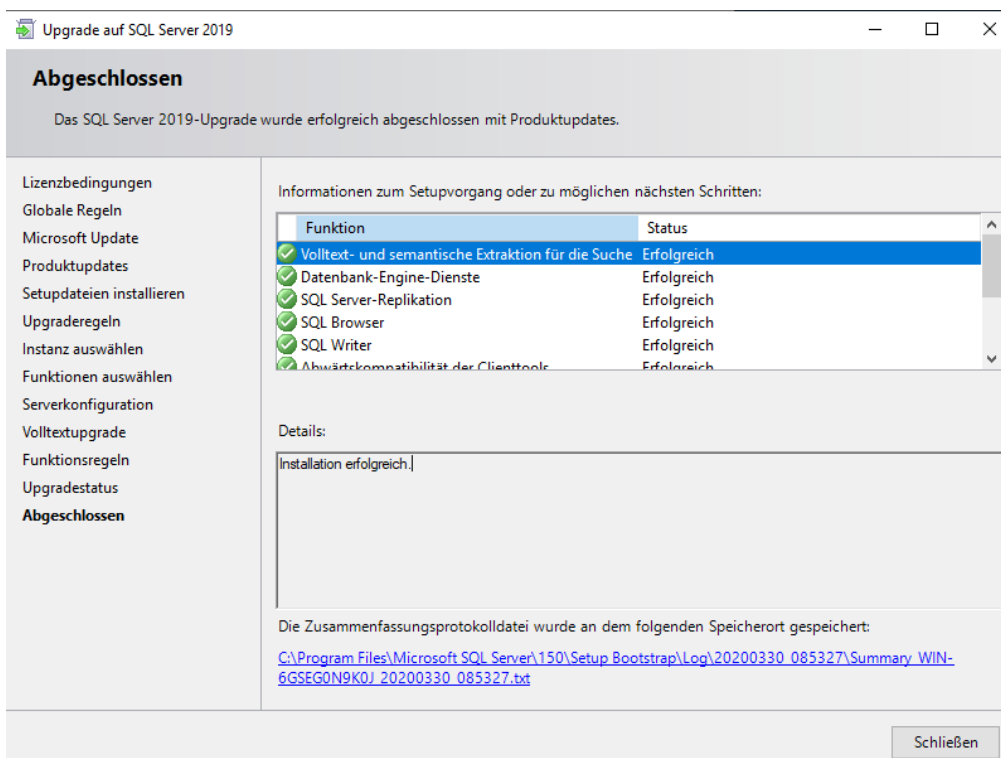 Upgrade auf SQL Server 2019
Abgeschlossen
Das SQL Server 2019-Upgrade wurde erfolgreich abgeschlossen mit Produktupdates.
Lizenzbedingungen
Globale Regeln
Microsoft Update
Produktupdates
Setupdateien installieren
Upgraderegeln
Instanz auswählen
Funktionen auswählen
Serverkonfiguration
Volltextupgrade
Funktionsregeln
Upgradestatus
Abgeschlossen
Informationen zum Setupvorgang oder zu möglichen nächsten Schritten:
Funktion Status
Volltext- und semantische Extraktion für die Suche Erfolgreich
Datenbank-Engine-Dienste Erfolgreich
SQL Server-Replikation Erfolgreich
SQL Browser Erfolgreich
SQL Writer Erfolgreich
Abwärtskompatibilität der Clienttools Erfolgreich
Details:
Installation erfolgreich.
Die Zusammenfassungsprotokolldatei wurde an dem folgenden Speicherort gespeichert:
C:\Program Files\Microsoft SQL Server\150\Setup Bootstrap\Log\20200330_085327\Summary_WIN-
6GSEG0N9K0J_20200330_085327.txt
Schließen